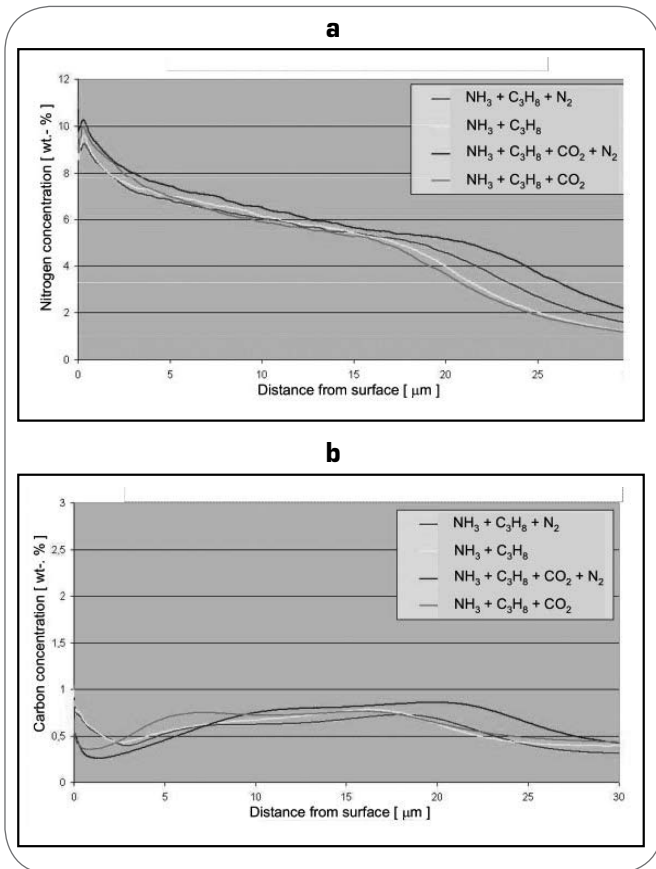 a
12
10
8
6
4
2
0
Nitrogen concentration [ wt.- % ]
NH₃ + C₃H₈ + N₂
NH₃ + C₃H₈
NH₃ + C₃H₈ + CO₂ + N₂
NH₃ + C₃H₈ + CO₂
0 5 10 15 20 25 3
Distance from surface [ μm ]
b
3
2,5
2
1,5
1
0,5
0
Carbon concentration [ wt-. % ]
NH₃ + C₃H₈ + N₂
NH₃ + C₃H₈
NH₃ + C₃H₈ + CO₂ + N₂
NH₃ + C₃H₈ + CO₂
0 5 10 15 20 25 30
Distance from surface [ μm ]